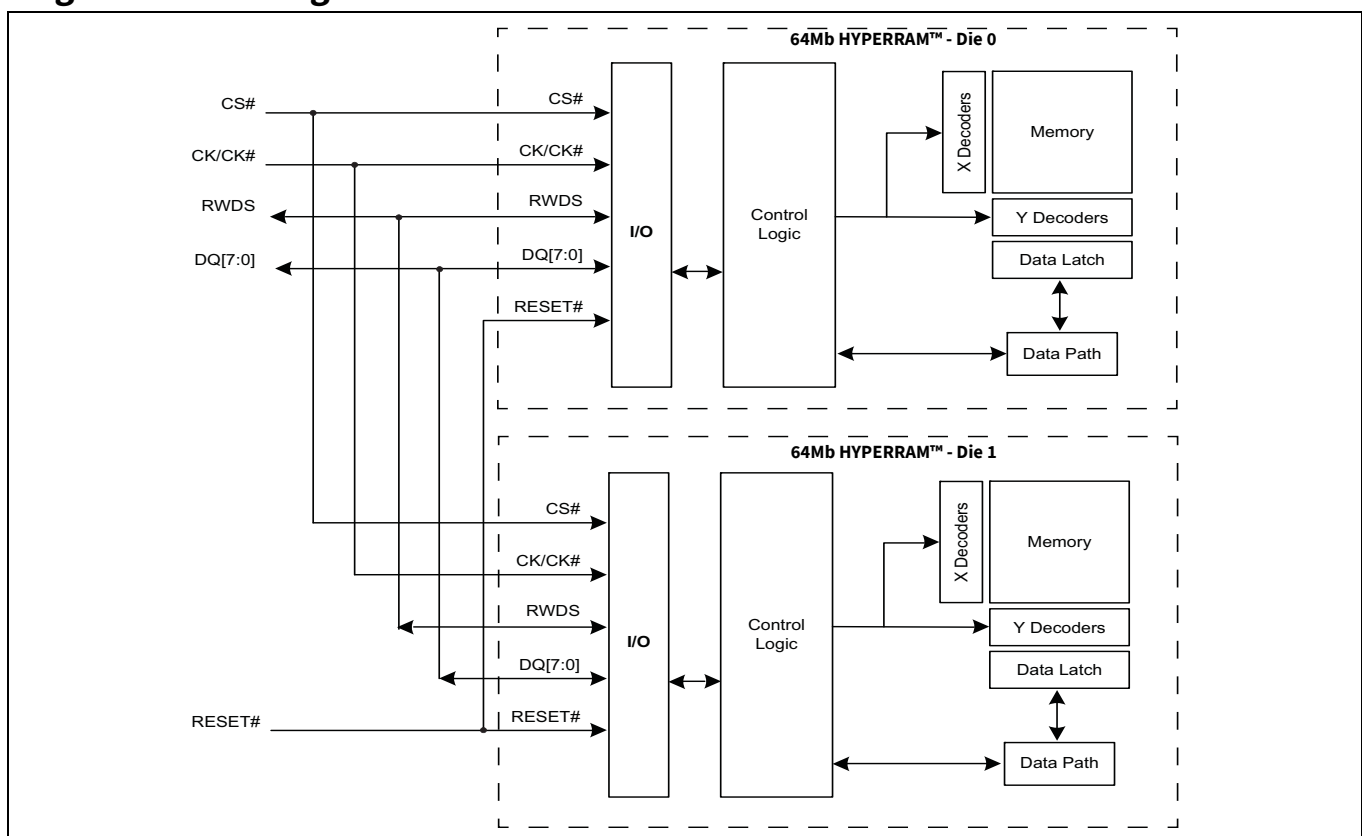 64Mb HYPERRAM™ - Die 0
CS#
CS#
CK/CK#
CK/CK#
RWDS
RWDS
DQ[7:0]
DQ[7:0]
RESET#
I/O
Control
Logic
X Decoders
Memory
Y Decoders
Data Latch
Data Path
64Mb HYPERRAM™ - Die 1
CS#
CK/CK#
RWDS
DQ[7:0]
RESET#
RESET#
I/O
Control
Logic
X Decoders
Memory
Y Decoders
Data Latch
Data Path